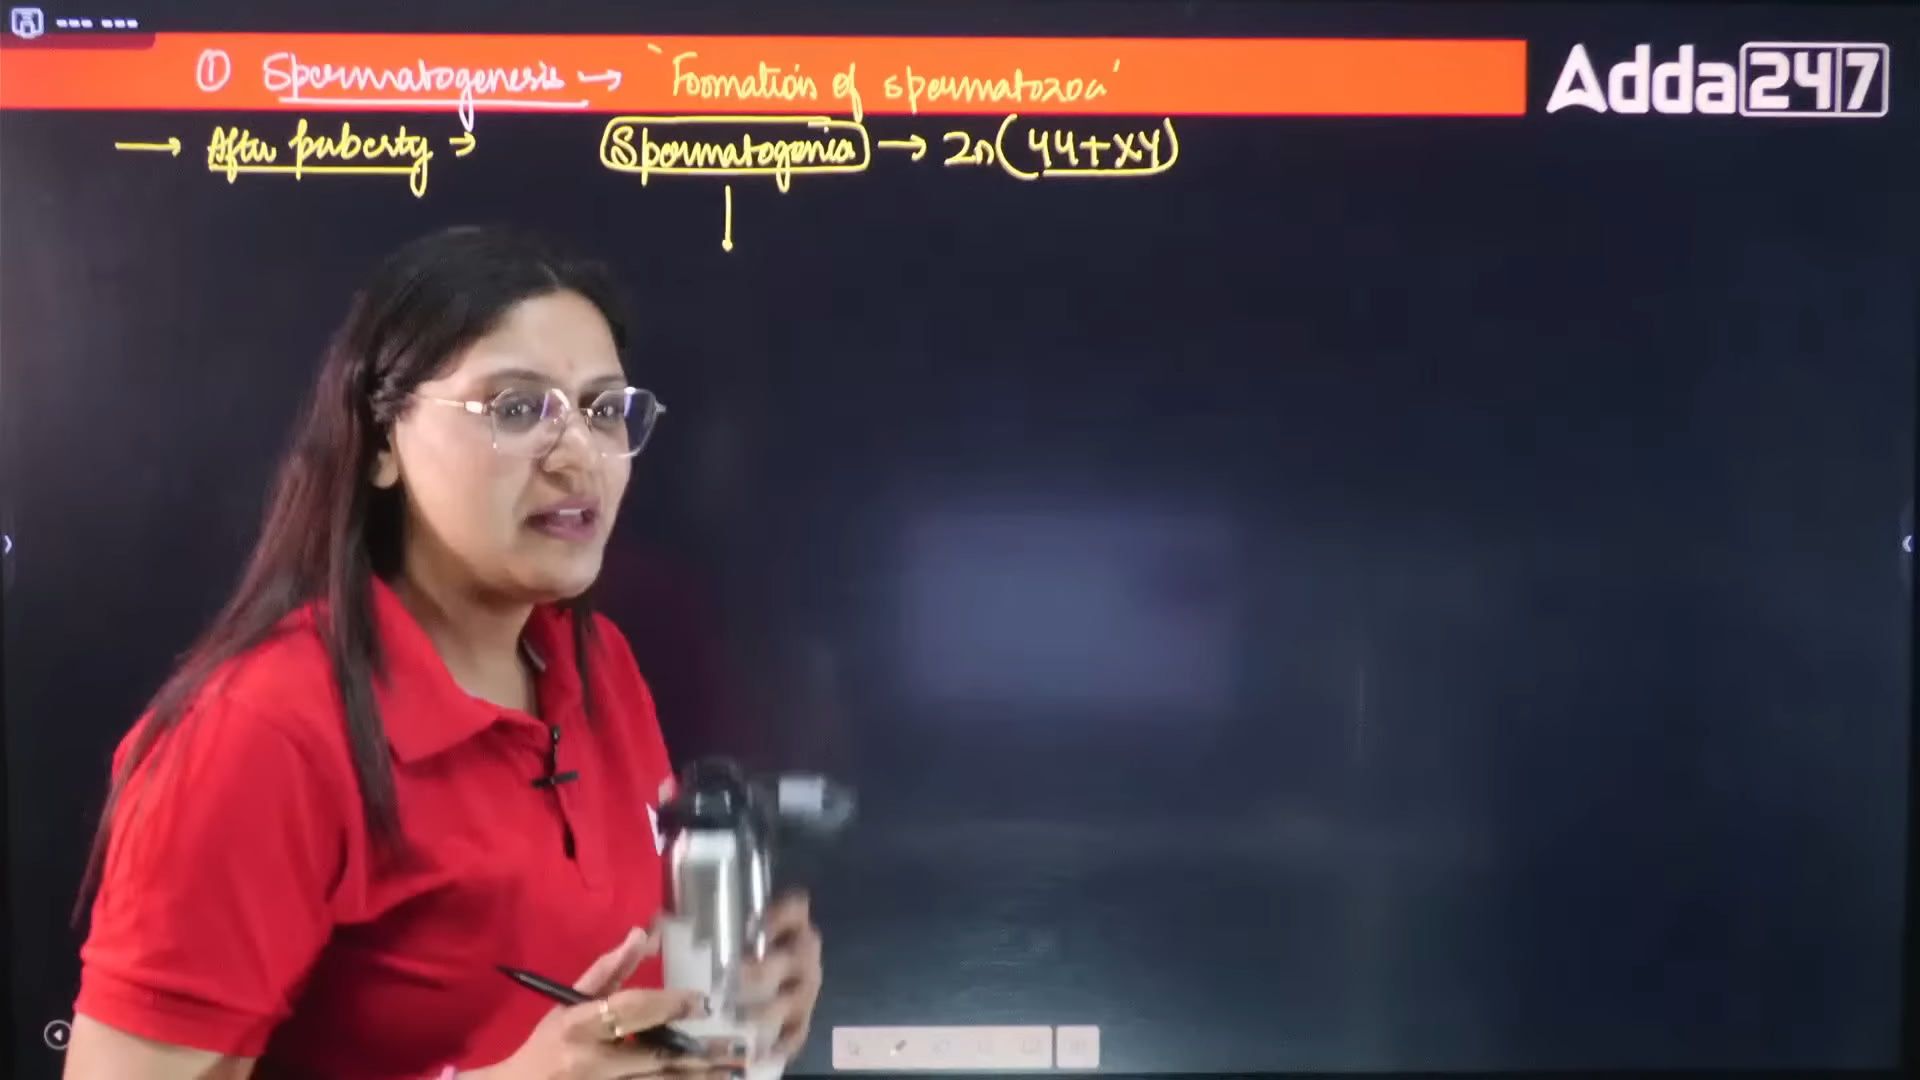 ① Spermatogenesis → "Formation of spermatozoa"
Adda247
→ After puberty → Spermatogonia → 2n (44+XY)